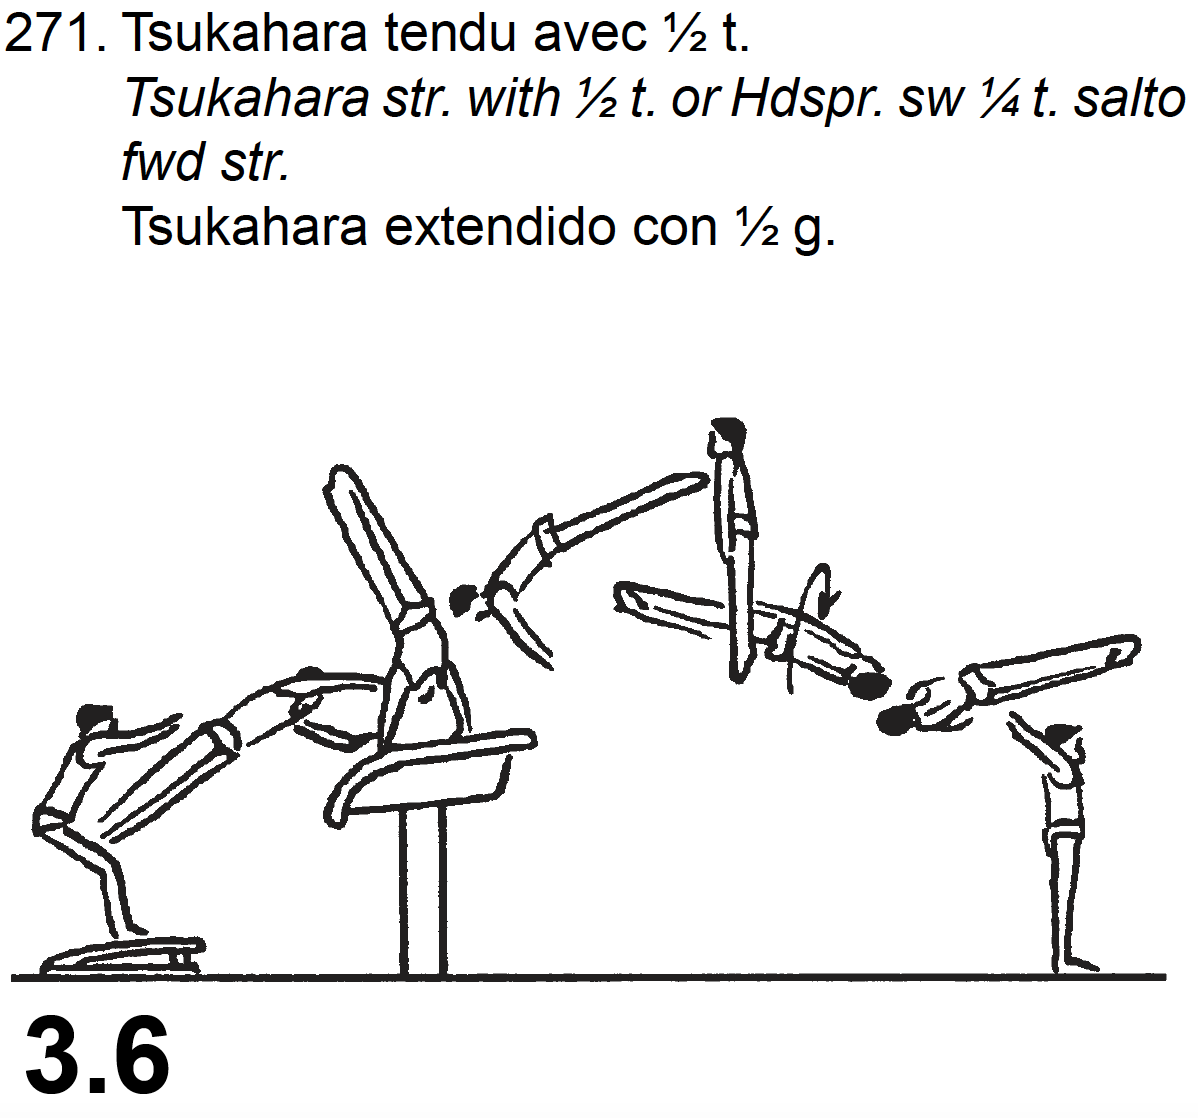 271. Tsukahara tendu avec ½ t.
Tsukahara str. with ½ t. or Hdspr. sw ¼ t. salto
fwd str.
Tsukahara extendido con ½ g.
3.6